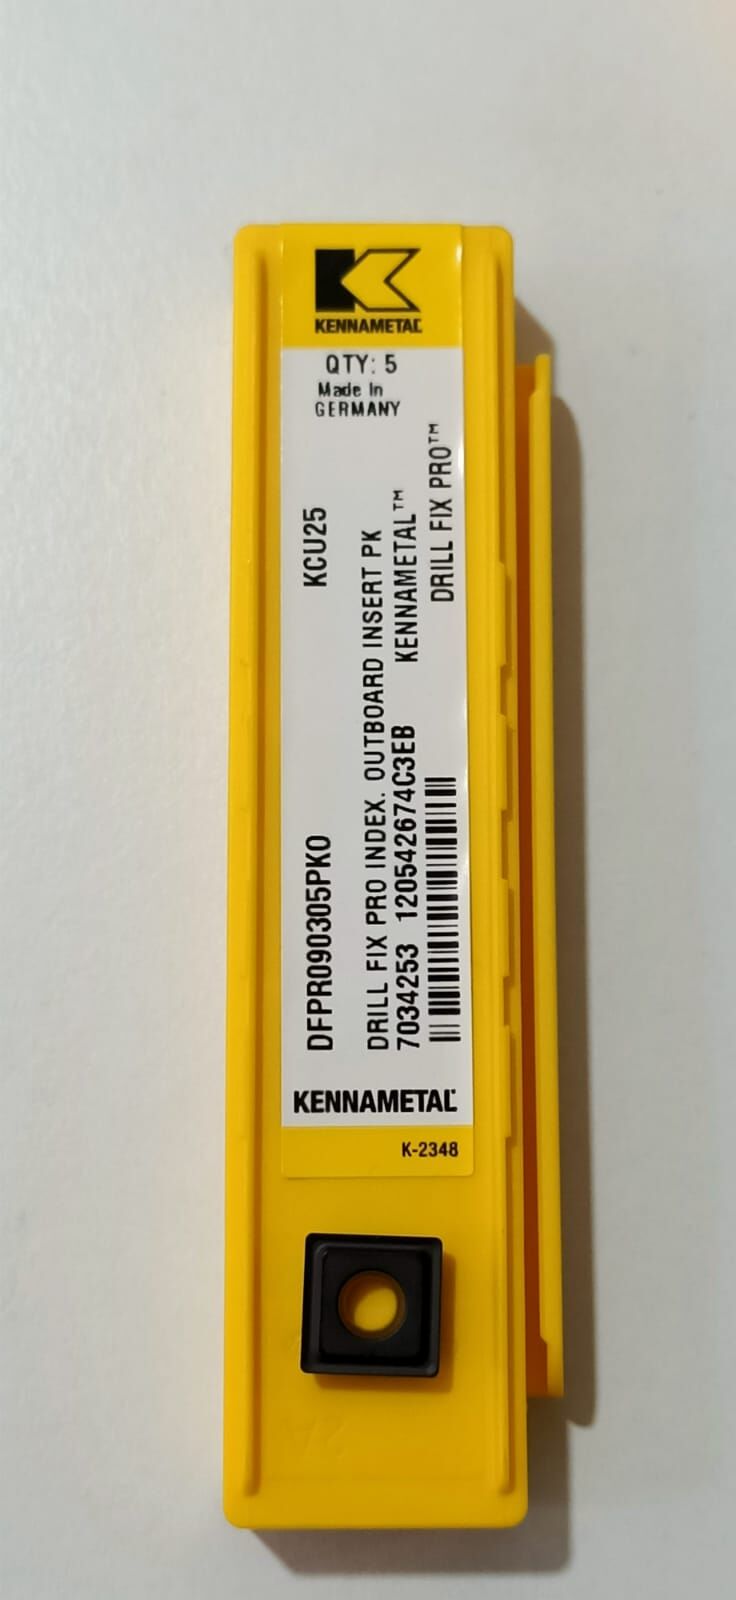 KENNAMETAL
QTY: 5
Made In
GERMANY
DFPR090305PKO KCU25
DRILL FIX PRO INDEX. OUTBOARD INSERT PK
7034253 120542674C3EB KENNAMETAL™
DRILL FIX PRO™
KENNAMETAL
K-2348